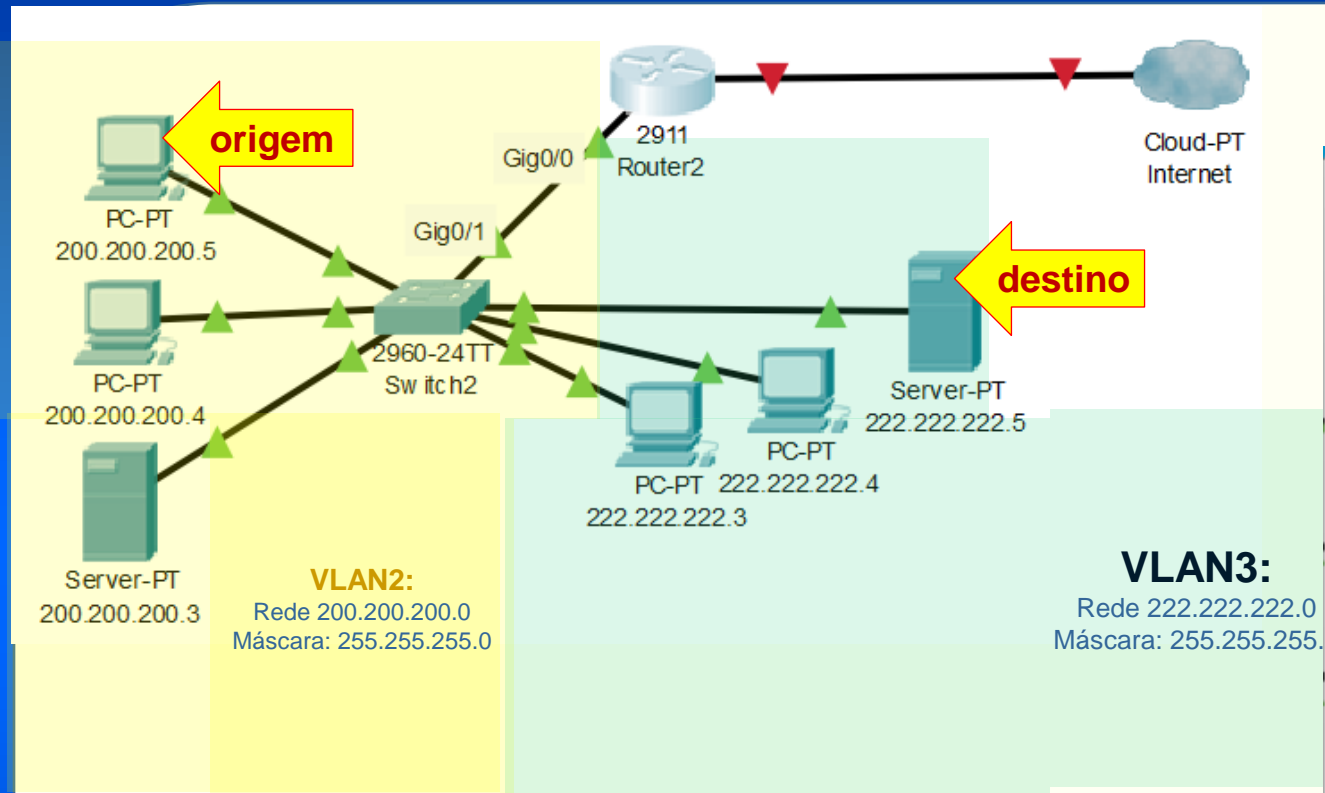 origem
PC-PT
200.200.200.5
PC-PT
200.200.200.4
Server-PT
200.200.200.3
Gig0/0
Gig0/1
2911
Router2
Cloud-PT
Internet
2960-24TT
Switch2
destino
Server-PT
222.222.222.5
PC-PT
222.222.222.4
PC-PT
222.222.222.3
VLAN2:
Rede 200.200.200.0
Máscara: 255.255.255.0
VLAN3:
Rede 222.222.222.0
Máscara: 255.255.255.